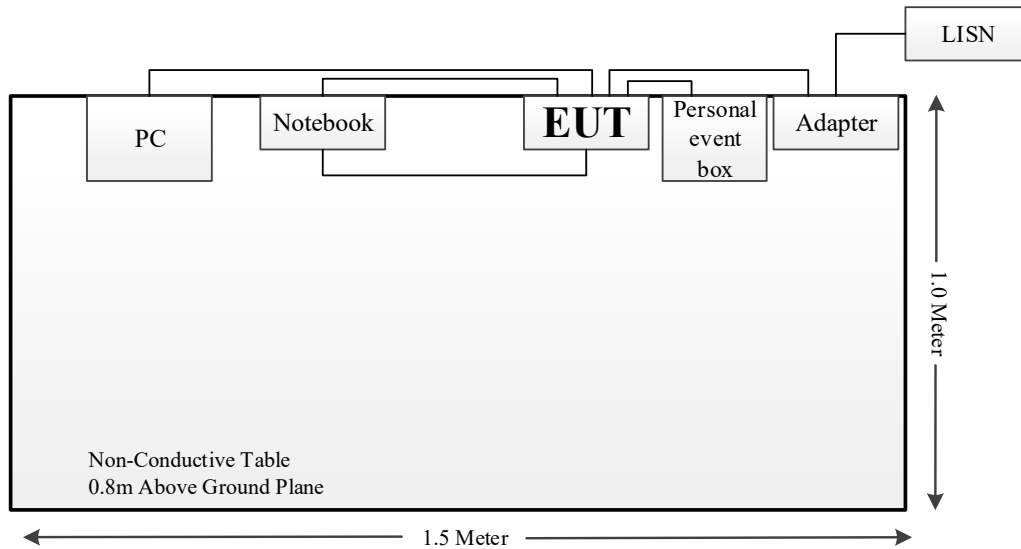 LISN
PC
Notebook
EUT
Personal
event
box
Adapter
1.0 Meter
Non-Conductive Table
0.8m Above Ground Plane
1.5 Meter